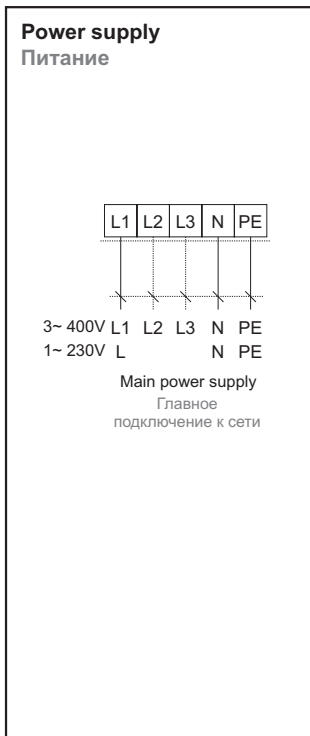 Power supply
Питание
L1 L2 L3 N PE
3~ 400V L1 L2 L3 N PE
1~ 230V L N PE
Main power supply
Главное
подключение к сети